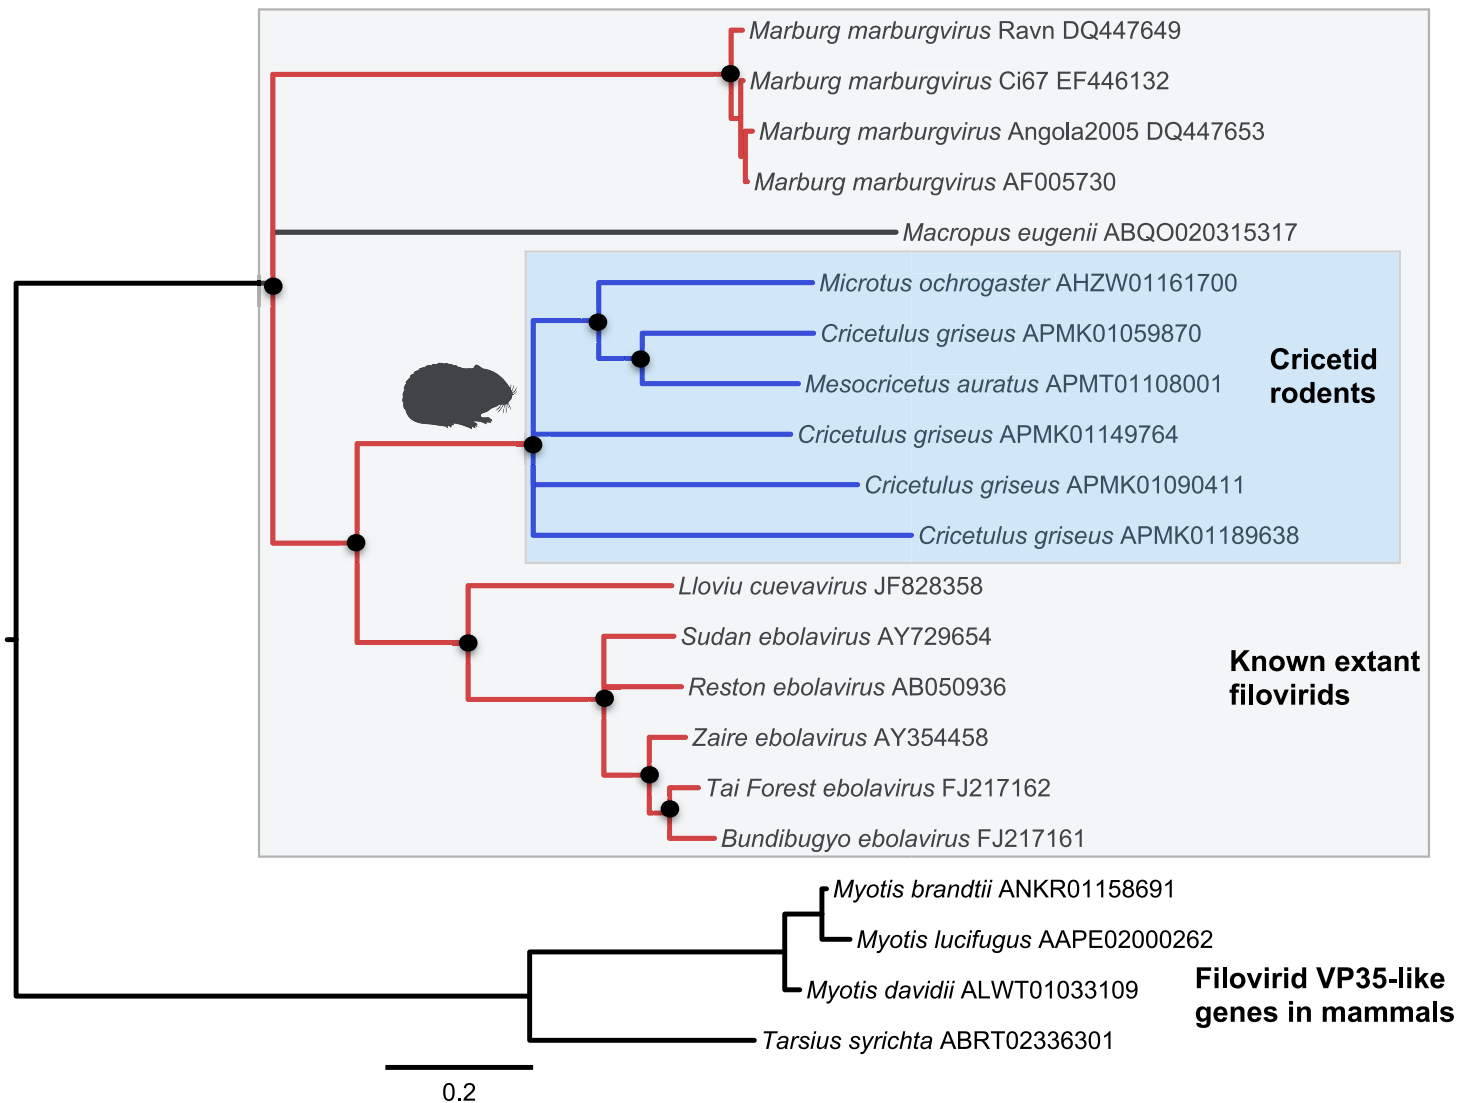 Marburg marburgvirus Ravn DQ447649
Marburg marburgvirus Ci67 EF446132
Marburg marburgvirus Angola2005 DQ447653
Marburg marburgvirus AF005730
Macropus eugenii ABQO020315317
Microtus ochrogaster AHZW01161700
Cricetulus griseus APMK01059870
Mesocricetus auratus APMT01108001
Cricetulus griseus APMK01149764
Cricetulus griseus APMK01090411
Cricetulus griseus APMK01189638
Cricetid
rodents
Lloviu cuevavirus JF828358
Sudan ebolavirus AY729654
Reston ebolavirus AB050936
Zaire ebolavirus AY354458
Tai Forest ebolavirus FJ217162
Bundibugyo ebolavirus FJ217161
Known extant
filovirids
Myotis brandtii ANKR01158691
Myotis lucifugus AAPE02000262
Myotis davidii ALWT01033109
Tarsius syrichta ABRT02336301
Filovirid VP35-like
genes in mammals
0.2